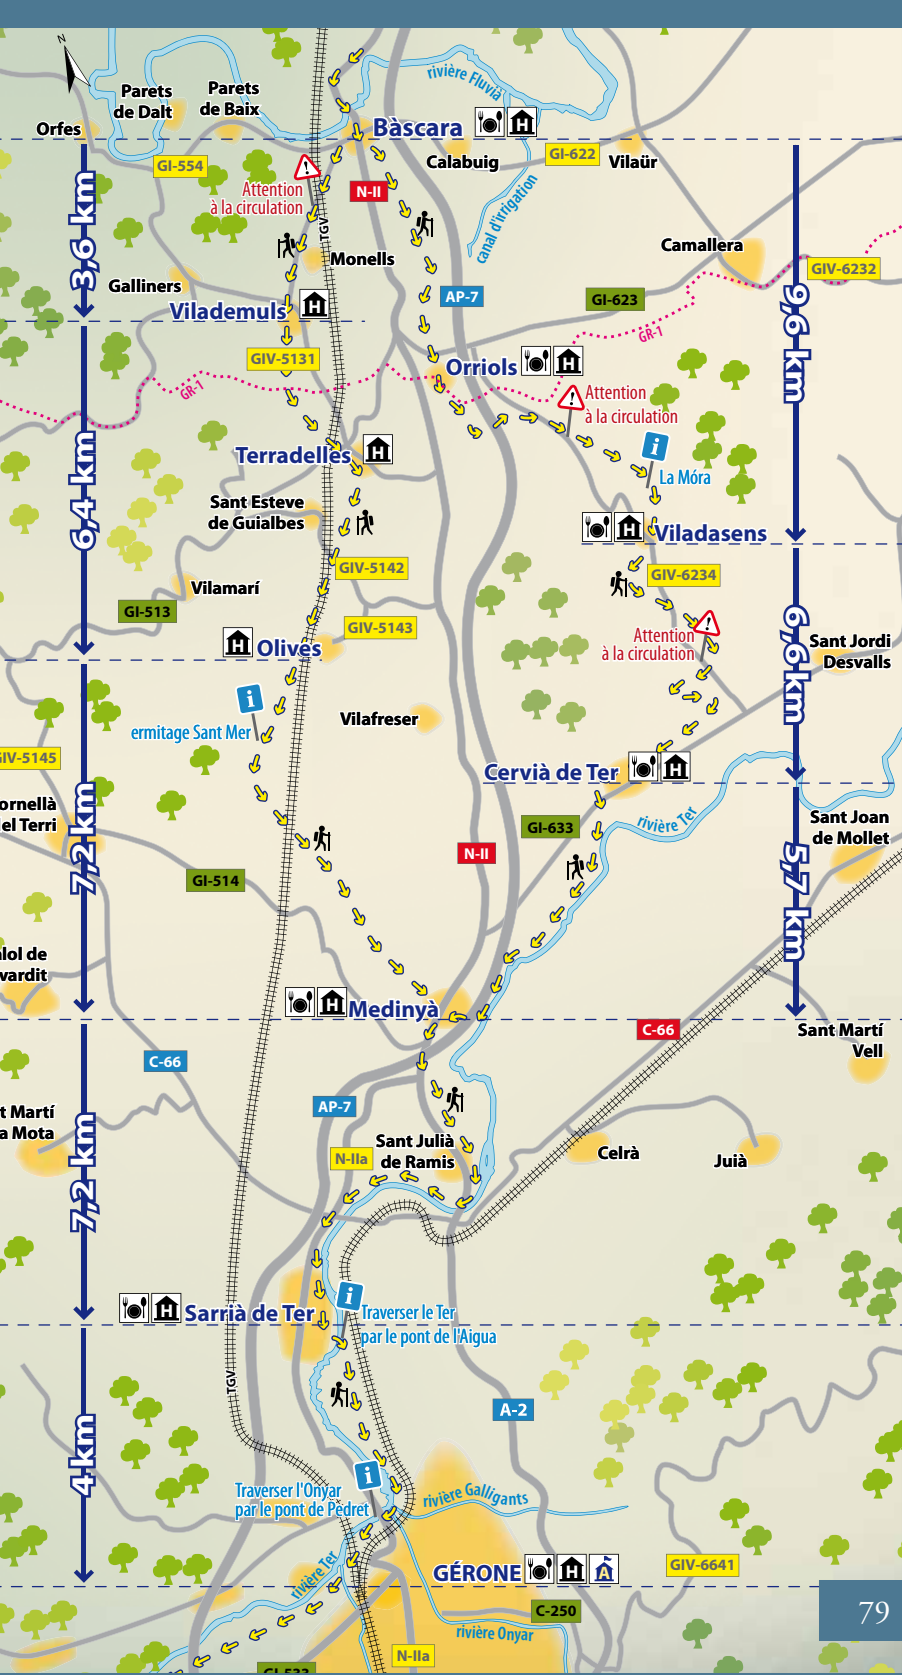 N
rivière Fluvià
Parets
de Dalt
Parets
de Baix
Orfes
Bàscara
H
GI-554
Calabuig
GI-622
Vilaür
Attention
à la circulation
N-II
TGV
canal d'irrigation
3,6 km
Monells
Camallera
GIV-6232
Galliners
AP-7
GI-623
9,6 km
Vilademuls
H
GR-1
GIV-5131
Orriols
H
GR-1
Attention
à la circulation
6,4 km
Terradelles
H
i
La Móra
Sant Esteve
de Guialbes
H
Viladasens
GIV-5142
GIV-6234
Vilamarí
GI-513
GIV-5143
6,6 km
Attention
à la circulation
Sant Jordi
Desvalls
H
Olives
i
ermitage Sant Mer
Vilafreser
GIV-5145
Cervià de Ter
H
ornellà
el Terri
7,2 km
GI-633
rivière Ter
Sant Joan
de Mollet
N-II
5,7 km
GI-514
lol de
vardit
H
Medinyà
C-66
Sant Martí
Vell
C-66
AP-7
t Martí
a Mota
7,2 km
Sant Julià
de Ramis
N-IIa
Celrà
Juià
H
Sarrià de Ter
i
Traverser le Ter
par le pont de l'Aigua
TGV
A-2
4 km
i
Traverser l'Onyar
par le pont de Pedret
rivière Galligants
GÉRONE
H
A
GIV-6641
rivière Ter
C-250
79
rivière Onyar
N-IIa
GI-533